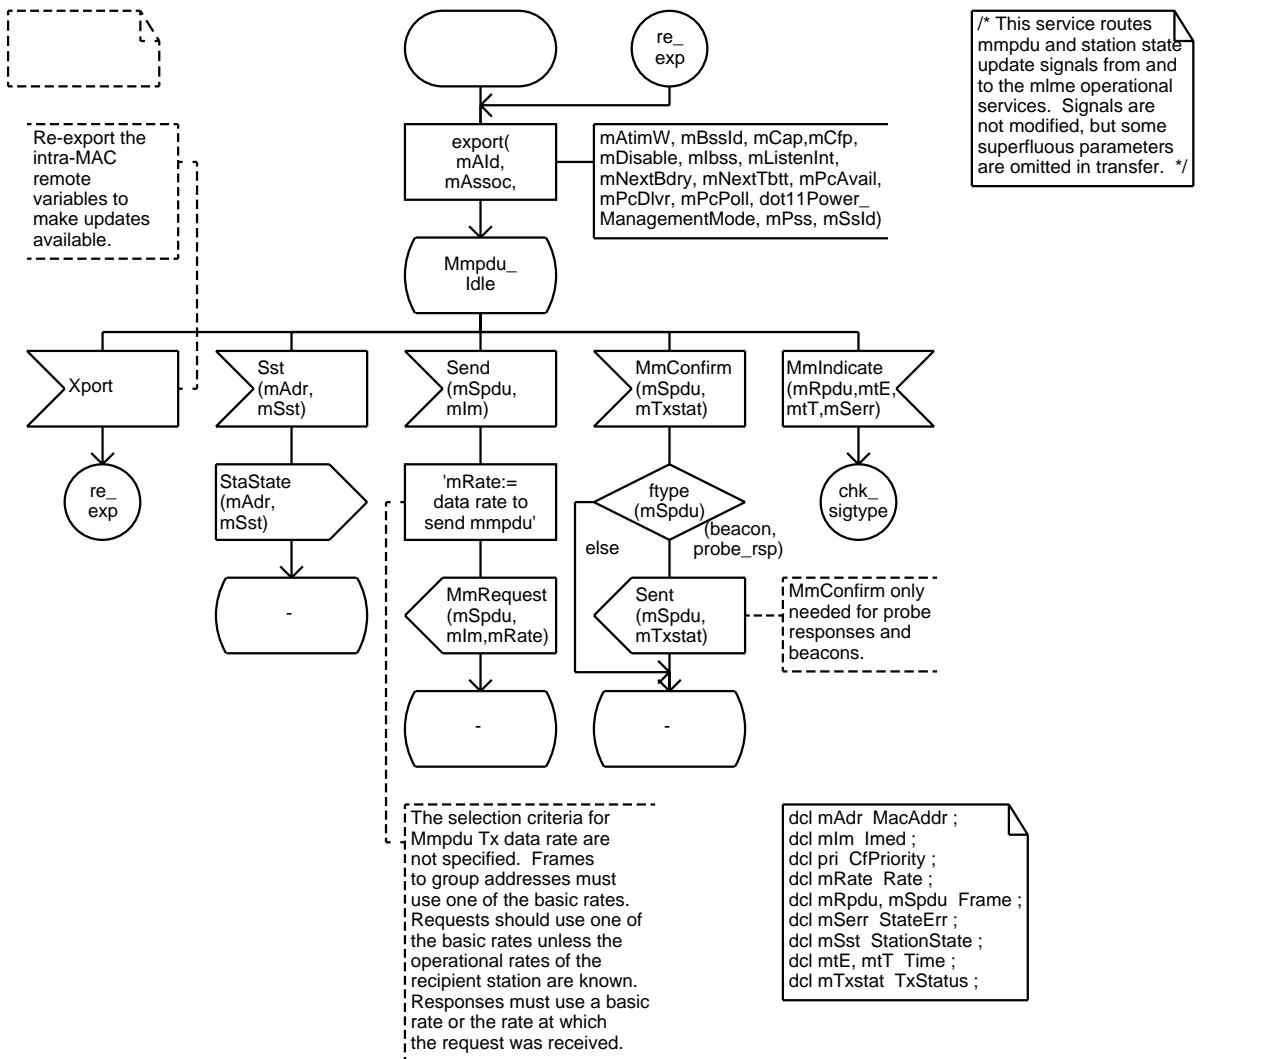 re_
exp
/* This service routes
mmpdu and station state
update signals from and
to the mlme operational
services.  Signals are
not modified, but some
superfluous parameters
are omitted in transfer.  */
Re-export the
intra-MAC
remote
variables to
make updates
available.
export(
mAId,
mAssoc,
mAtimW, mBssId, mCap,mCfp,
mDisable, mIbss, mListenInt,
mNextBdry, mNextTbtt, mPcAvail,
mPcDlvr, mPcPoll, dot11Power_
ManagementMode, mPss, mSsId)
Mmpdu_
Idle
Xport
Sst
(mAdr,
mSst)
Send
(mSpdu,
mIm)
MmConfirm
(mSpdu,
mTxstat)
MmIndicate
(mRpdu,mtE,
mtT,mSerr)
re_
exp
StaState
(mAdr,
mSst)
'mRate:=
data rate to
send mmpdu'
ftype
(mSpdu)
chk_
sigtype
else
(beacon,
probe_rsp)
-
MmRequest
(mSpdu,
mIm,mRate)
Sent
(mSpdu,
mTxstat)
MmConfirm only
needed for probe
responses and
beacons.
-
-
The selection criteria for
Mmpdu Tx data rate are
not specified.  Frames
to group addresses must
use one of the basic rates.
Requests should use one of
the basic rates unless the
operational rates of the
recipient station are known.
Responses must use a basic
rate or the rate at which
the request was received.
dcl mAdr  MacAddr ;
dcl mIm  Imed ;
dcl pri  CfPriority ;
dcl mRate  Rate ;
dcl mRpdu, mSpdu  Frame ;
dcl mSerr  StateErr ;
dcl mSst  StationState ;
dcl mtE, mtT  Time ;
dcl mTxstat  TxStatus ;